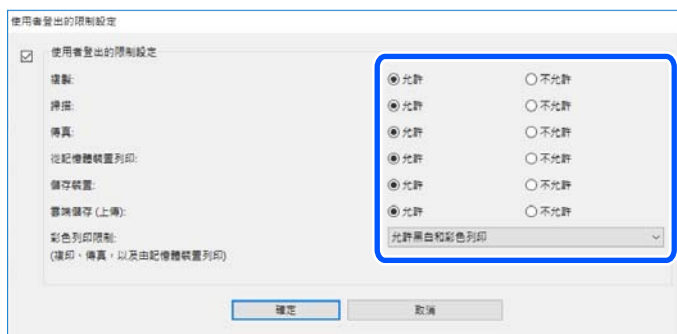 使用者登出的限制設定
使用者登出的限制設定
複製: 允許 不允許
掃描: 允許 不允許
傳真: 允許 不允許
從記憶體裝置列印: 允許 不允許
儲存裝置: 允許 不允許
雲端儲存 (上傳): 允許 不允許
彩色列印限制: 允許黑白和彩色列印
(複印、傳真，以及由記憶體裝置列印)
確定 取消